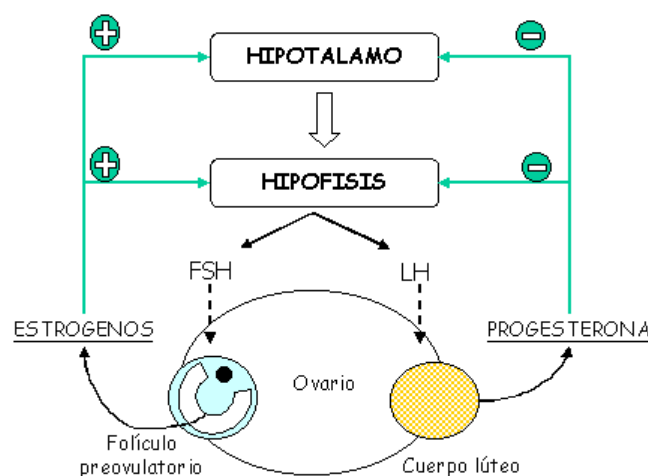 +
−
HIPOTALAMO
+
−
HIPOFISIS
FSH
LH
ESTROGENOS
PROGESTERONA
Ovario
Folículo
preovulatorio
Cuerpo lúteo